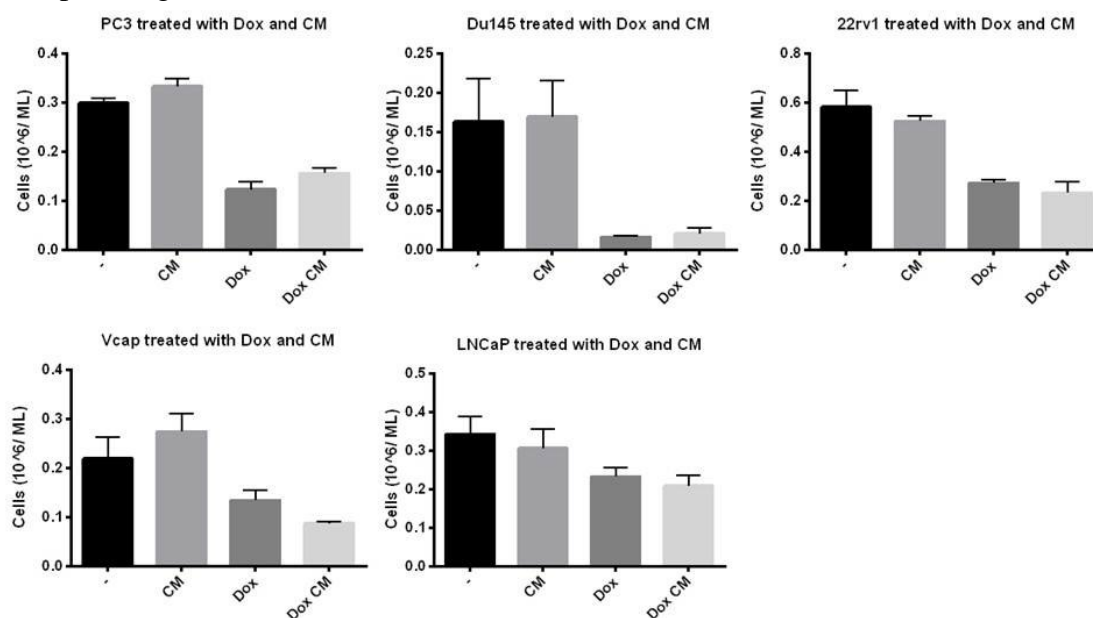 PC3 treated with Dox and CM
Cells (10^6/ ML)
0.4
0.3
0.2
0.1
0.0
-
CM
Dox
Dox CM
Du145 treated with Dox and CM
Cells (10^6/ ML)
0.25
0.20
0.15
0.10
0.05
0.00
-
CM
Dox
Dox CM
22rv1 treated with Dox and CM
Cells (10^6/ ML)
0.8
0.6
0.4
0.2
0.0
-
CM
Dox
Dox CM
Vcap treated with Dox and CM
Cells (10^6/ ML)
0.4
0.3
0.2
0.1
0.0
-
CM
Dox
Dox CM
LNCaP treated with Dox and CM
Cells (10^6/ ML)
0.5
0.4
0.3
0.2
0.1
0.0
-
CM
Dox
Dox CM